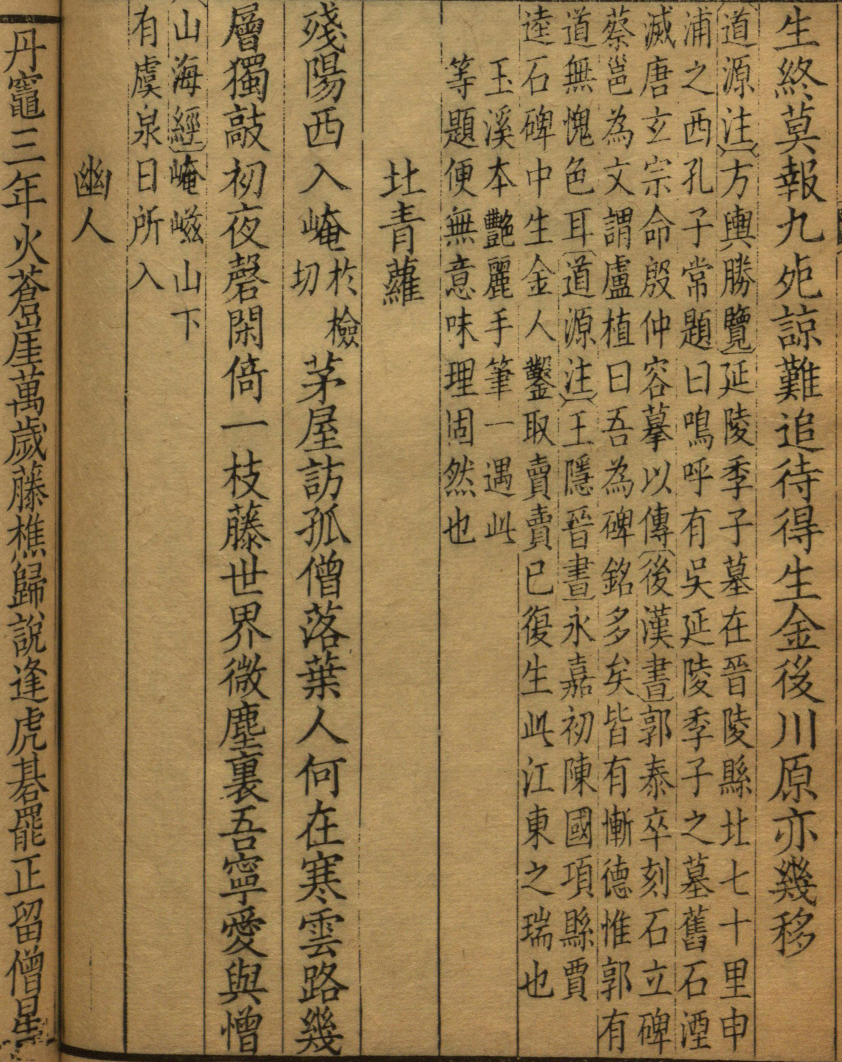 生終莫報九死諒難追待得生金後川原亦幾移
道源注方輿勝覽延陵季子墓在晉陵縣北七十里申
浦之西孔子常題曰嗚呼有吳延陵季子之墓舊石湮
滅唐玄宗命殷仲容摹以傳後漢書郭泰卒刻石立碑
蔡邕為文謂盧植曰吾為碑銘多矣皆有慚德惟郭有
道無愧色耳道源注王隱晉書永嘉初陳國項縣賈
逵石碑中生金人鑿取賣賣已復生此江東之瑞也
玉溪本艷麗手筆一遇此
等題便無意味理固然也
北青蘿
殘陽西入崦
於檢
切
茅屋訪孤僧落葉人何在寒雲路幾
層獨敲初夜磬閑倚一枝藤世界微塵裏吾寧愛與憎
山海經崦嵫山下
有虞泉日所入
幽人
丹竈三年火蒼崖萬歲藤樵歸說逢虎碁罷正留僧星